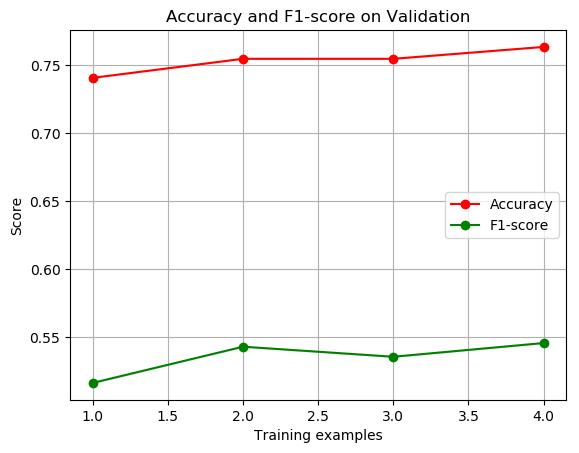 Accuracy and F1-score on Validation
Score
0.75
0.70
0.65
0.60
0.55
Accuracy
F1-score
1.0 1.5 2.0 2.5 3.0 3.5 4.0
Training examples